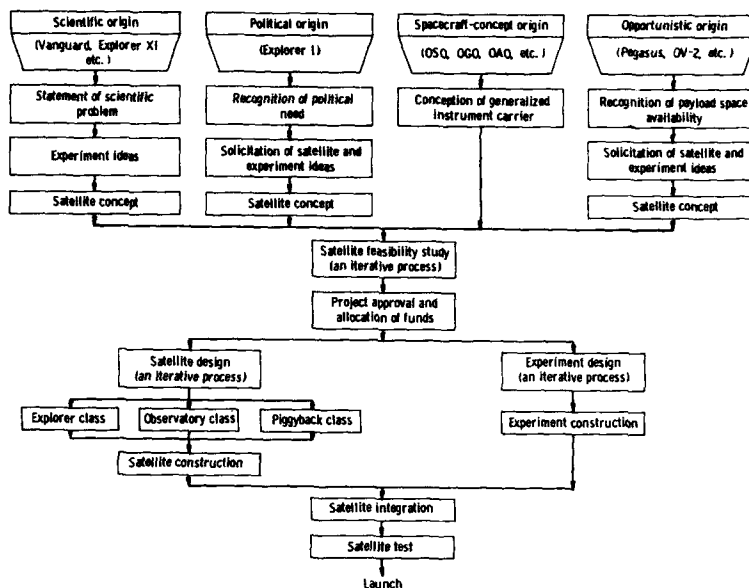 Scientific origin
(Vanguard, Explorer XI
etc.)
Statement of scientific
problem
Experiment ideas
Satellite concept
Political origin
(Explorer I)
Recognition of political
need
Solicitation of satellite and
experiment ideas
Satellite concept
Spacecraft-concept origin
(OSO, OGO, OAO, etc.)
Conception of generalized
instrument carrier
Opportunistic origin
(Pegasus, OV-2, etc.)
Recognition of payload space
availability
Solicitation of satellite and
experiment ideas
Satellite concept
Satellite feasibility study
(an iterative process)
Project approval and
allocation of funds
Satellite design
(an iterative process)
Explorer class
Observatory class
Piggyback class
Satellite construction
Experiment design
(an iterative process)
Experiment construction
Satellite integration
Satellite test
Launch